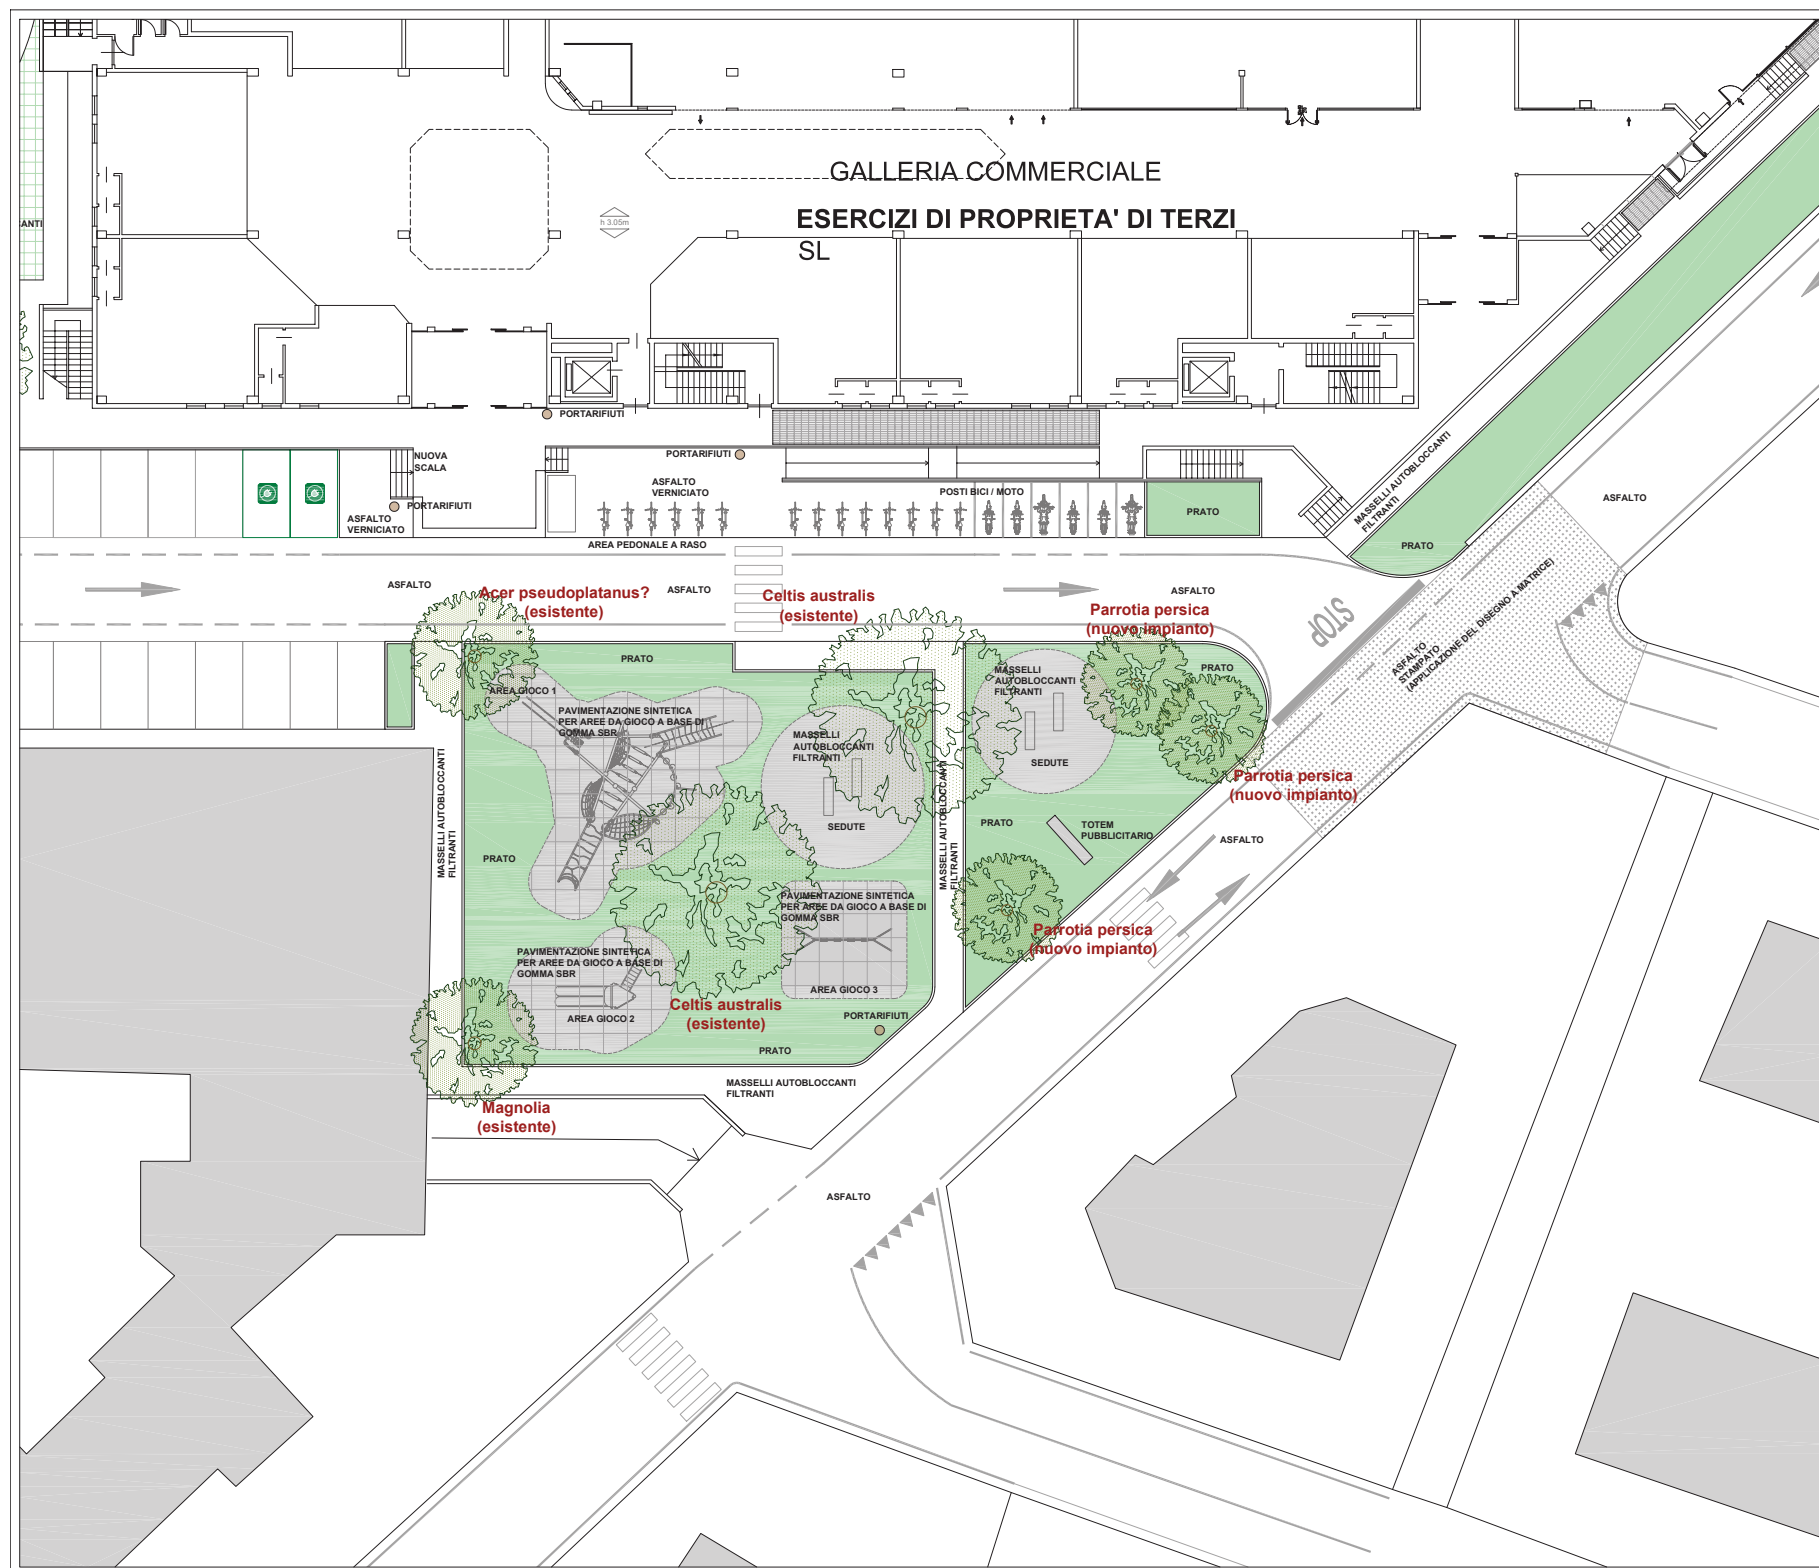 GALLERIA COMMERCIALE
ESERCIZI DI PROPRIETA' DI TERZI
SL
h 3.05m
ANTI
PORTARIFIUTI
NUOVA
SCALA
PORTARIFIUTI
PORTARIFIUTI
ASFALTO
VERNICIATO
ASFALTO
VERNICIATO
POSTI BICI / MOTO
PRATO
MASSELLI AUTOBLOCCANTI
FILTRANTI
ASFALTO
AREA PEDONALE A RASO
PRATO
ASFALTO
ASFALTO
ASFALTO
Acer pseudoplatanus?
(esistente)
Celtis australis
(esistente)
Parrotia persica
(nuovo impianto)
STOP
ASFALTO
STAMPATO
(APPLICAZIONE DEL DISEGNO A MATRICE)
PRATO
PRATO
AREA GIOCO 1
MASSELLI
AUTOBLOCCANTI
FILTRANTI
PAVIMENTAZIONE SINTETICA
PER AREE DA GIOCO A BASE DI
GOMMA SBR
MASSELLI
AUTOBLOCCANTI
FILTRANTI
SEDUTE
Parrotia persica
(nuovo impianto)
MASSELLI AUTOBLOCCANTI
FILTRANTI
MASSELLI AUTOBLOCCANTI
FILTRANTI
SEDUTE
PRATO
TOTEM
PUBBLICITARIO
ASFALTO
PRATO
PAVIMENTAZIONE SINTETICA
PER AREE DA GIOCO A BASE DI
GOMMA SBR
Parrotia persica
(nuovo impianto)
PAVIMENTAZIONE SINTETICA
PER AREE DA GIOCO A BASE DI
GOMMA SBR
AREA GIOCO 3
Celtis australis
(esistente)
AREA GIOCO 2
PORTARIFIUTI
PRATO
MASSELLI AUTOBLOCCANTI
FILTRANTI
Magnolia
(esistente)
ASFALTO